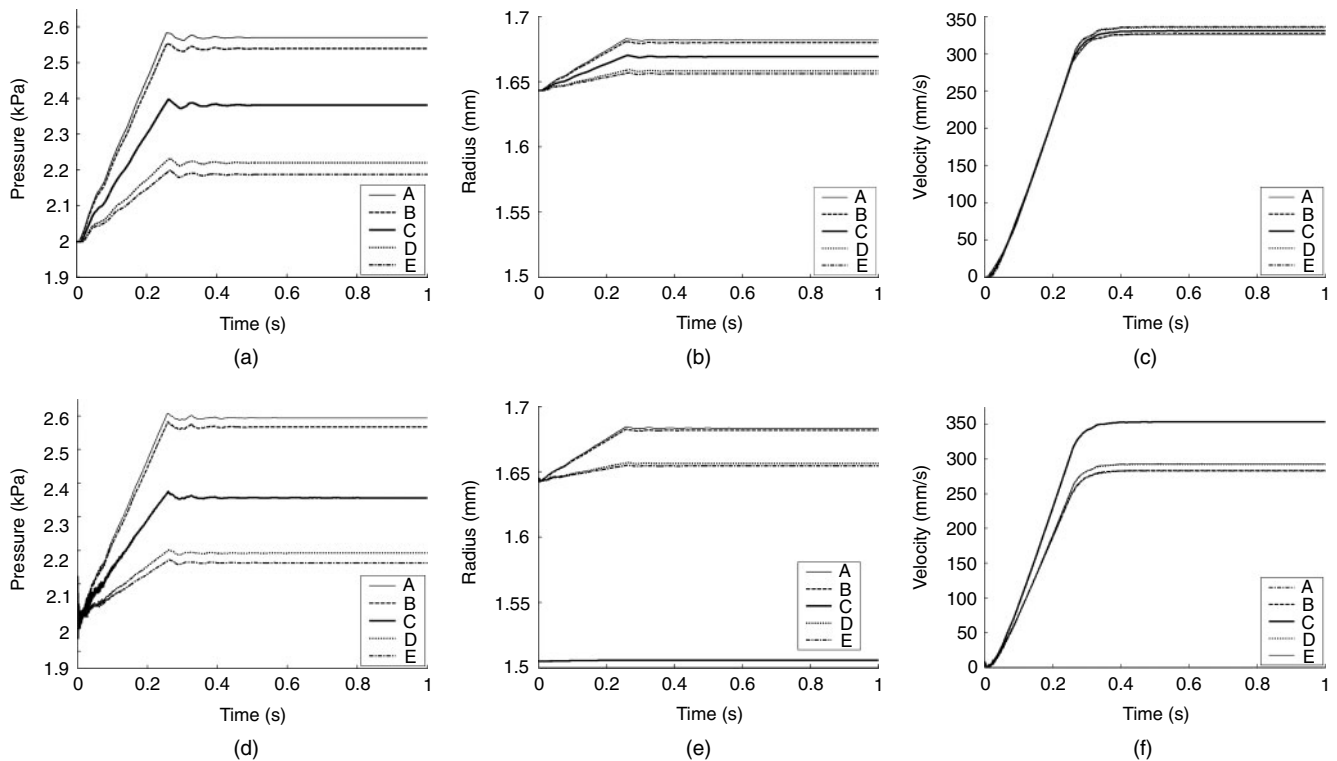 2.6
2.5
2.4
2.3
2.2
2.1
2
1.9
Pressure (kPa)
0 0.2 0.4 0.6 0.8 1
Time (s)
A
B
C
D
E
(a)
1.7
1.65
1.6
1.55
1.5
Radius (mm)
0 0.2 0.4 0.6 0.8 1
Time (s)
A
B
C
D
E
(b)
350
300
250
200
150
100
50
0
Velocity (mm/s)
0 0.2 0.4 0.6 0.8 1
Time (s)
A
B
C
D
E
(c)
2.6
2.5
2.4
2.3
2.2
2.1
2
1.9
Pressure (kPa)
0 0.2 0.4 0.6 0.8 1
Time (s)
A
B
C
D
E
(d)
1.7
1.65
1.6
1.55
1.5
Radius (mm)
0 0.2 0.4 0.6 0.8 1
Time (s)
A
B
C
D
E
(e)
350
300
250
200
150
100
50
0
Velocity (mm/s)
0 0.2 0.4 0.6 0.8 1
Time (s)
A
B
C
D
E
(f)